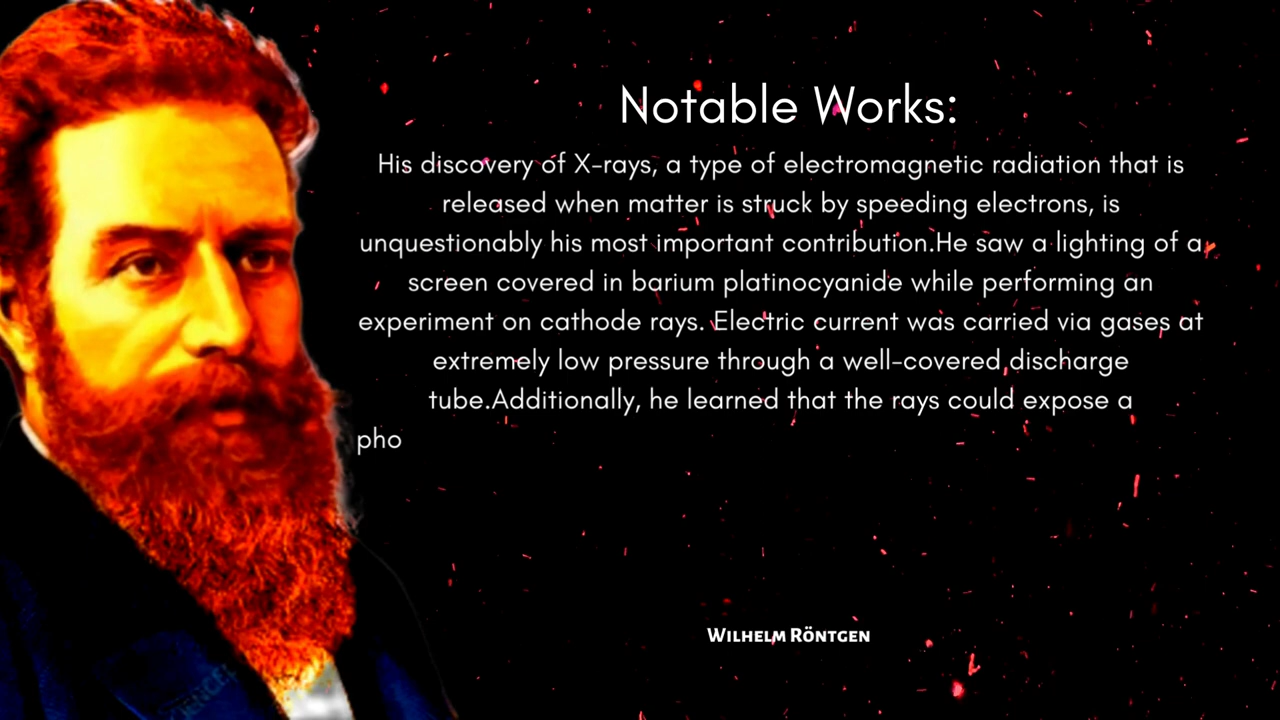 Notable Works:
His discovery of X-rays, a type of electromagnetic radiation that is
released when matter is struck by speeding electrons, is
unquestionably his most important contribution.He saw a lighting of a
screen covered in barium platinocyanide while performing an
experiment on cathode rays. Electric current was carried via gases at
extremely low pressure through a well-covered discharge
tube.Additionally, he learned that the rays could expose a
pho
Wilhelm Röntgen